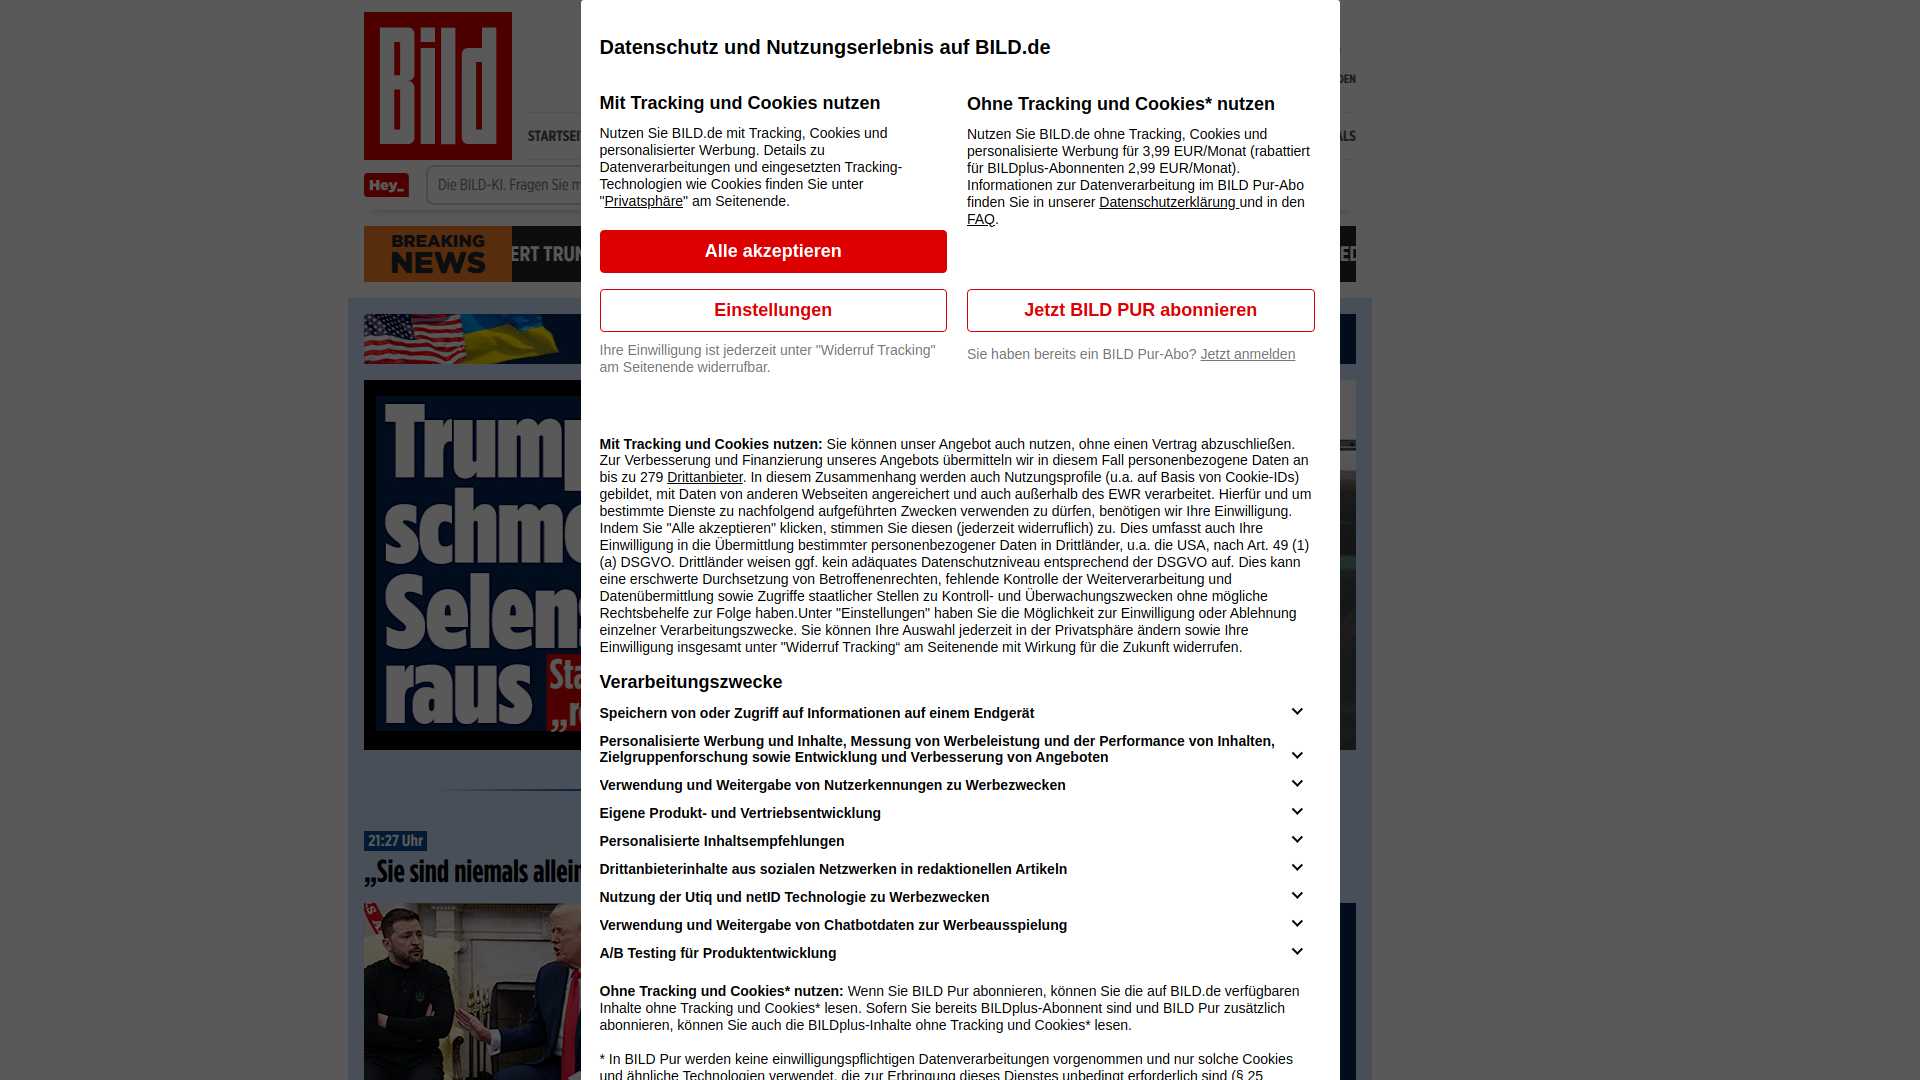 Bild
Datenschutz und Nutzungserlebnis auf BILD.de
Mit Tracking und Cookies nutzen
Nutzen Sie BILD.de mit Tracking, Cookies und
personalisierter Werbung. Details zu
Datenverarbeitungen und eingesetzten Tracking-
Technologien wie Cookies finden Sie unter
"Privatsphäre" am Seitenende.
Alle akzeptieren
Einstellungen
Ihre Einwilligung ist jederzeit unter "Widerruf Tracking"
am Seitenende widerrufbar.
Ohne Tracking und Cookies* nutzen
Nutzen Sie BILD.de ohne Tracking, Cookies und
personalisierte Werbung für 3,99 EUR/Monat (rabattiert
für BILDplus-Abonnenten 2,99 EUR/Monat).
Informationen zur Datenverarbeitung im BILD Pur-Abo
finden Sie in unserer Datenschutzerklärung und in den
FAQ.
Jetzt BILD PUR abonnieren
Sie haben bereits ein BILD Pur-Abo? Jetzt anmelden
Mit Tracking und Cookies nutzen: Sie können unser Angebot auch nutzen, ohne einen Vertrag abzuschließen.
Zur Verbesserung und Finanzierung unseres Angebots übermitteln wir in diesem Fall personenbezogene Daten an
bis zu 279 Drittanbieter. In diesem Zusammenhang werden auch Nutzungsprofile (u.a. auf Basis von Cookie-IDs)
gebildet, mit Daten von anderen Webseiten angereichert und auch außerhalb des EWR verarbeitet. Hierfür und um
bestimmte Dienste zu nachfolgend aufgeführten Zwecken verwenden zu dürfen, benötigen wir Ihre Einwilligung.
Indem Sie "Alle akzeptieren" klicken, stimmen Sie diesen (jederzeit widerruflich) zu. Dies umfasst auch Ihre
Einwilligung in die Übermittlung bestimmter personenbezogener Daten in Drittländer, u.a. die USA, nach Art. 49 (1)
(a) DSGVO. Drittländer weisen ggf. kein adäquates Datenschutzniveau entsprechend der DSGVO auf. Dies kann
eine erschwerte Durchsetzung von Betroffenenrechten, fehlende Kontrolle der Weiterverarbeitung und
Datenübermittlung sowie Zugriffe staatlicher Stellen zu Kontroll- und Überwachungszwecken ohne mögliche
Rechtsbehelfe zur Folge haben.Unter "Einstellungen" haben Sie die Möglichkeit zur Einwilligung oder Ablehnung
einzelner Verarbeitungszwecke. Sie können Ihre Auswahl jederzeit in der Privatsphäre ändern sowie Ihre
Einwilligung insgesamt unter "Widerruf Tracking“ am Seitenende mit Wirkung für die Zukunft widerrufen.
Verarbeitungszwecke
Speichern von oder Zugriff auf Informationen auf einem Endgerät
Personalisierte Werbung und Inhalte, Messung von Werbeleistung und der Performance von Inhalten,
Zielgruppenforschung sowie Entwicklung und Verbesserung von Angeboten
Verwendung und Weitergabe von Nutzerkennungen zu Werbezwecken
Eigene Produkt- und Vertriebsentwicklung
Personalisierte Inhaltsempfehlungen
Drittanbieterinhalte aus sozialen Netzwerken in redaktionellen Artikeln
Nutzung der Utiq und netID Technologie zu Werbezwecken
Verwendung und Weitergabe von Chatbotdaten zur Werbeausspielung
A/B Testing für Produktentwicklung
Ohne Tracking und Cookies* nutzen: Wenn Sie BILD Pur abonnieren, können Sie die auf BILD.de verfügbaren
Inhalte ohne Tracking und Cookies* lesen. Sofern Sie bereits BILDplus-Abonnent sind und BILD Pur zusätzlich
abonnieren, können Sie auch die BILDplus-Inhalte ohne Tracking und Cookies* lesen.
* In BILD Pur werden keine einwilligungspflichtigen Datenverarbeitungen vorgenommen und nur solche Cookies
und ähnliche Technologien verwendet, die zur Erbringung dieses Dienstes unbedingt erforderlich sind (§ 25
Hey_
Die BILD-KI. Fragen Sie
BREAKING
NEWS
ERT TRUM
raus
21:27 Uhr
„Sie sind niemals allein